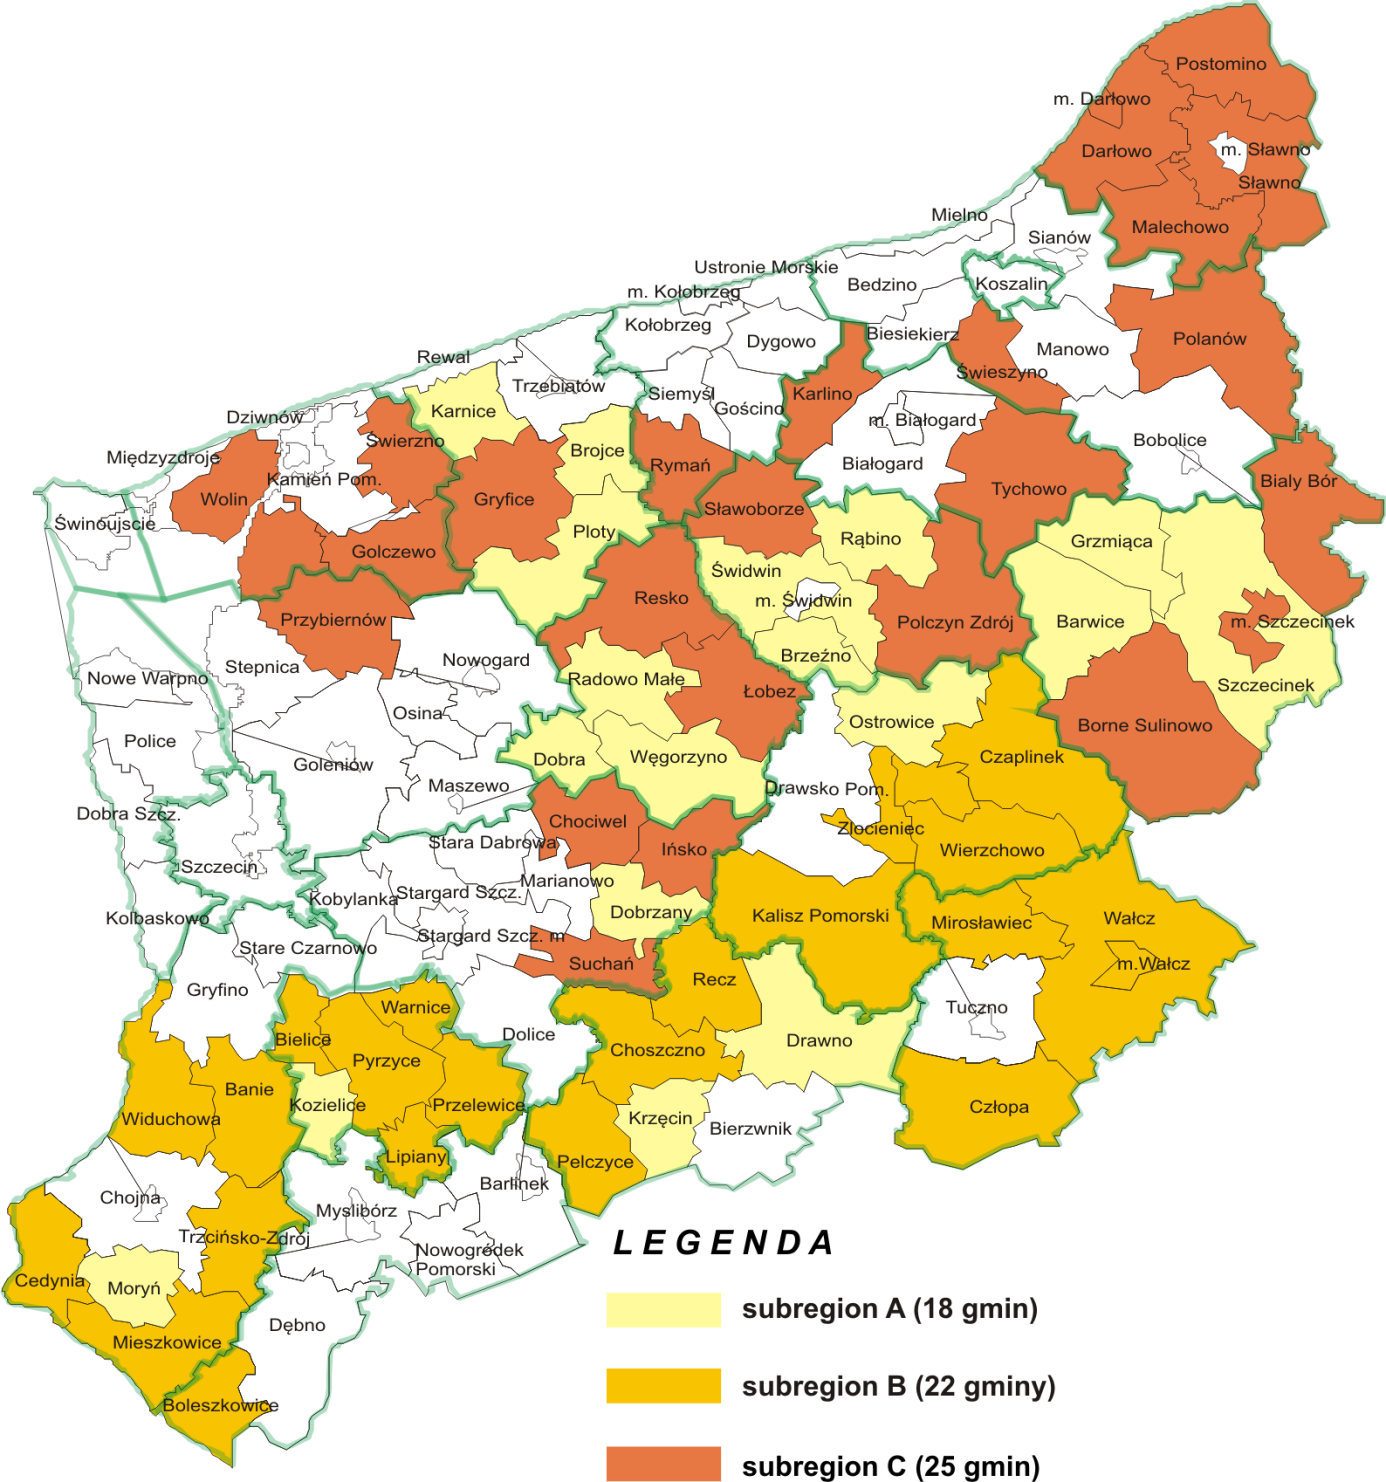 Postomino
m. Darłowo
Darłowo
m. Sławno
Sławno
Mielno
Malechowo
Sianów
Ustronie Morskie
Bedzino
Koszalin
m. Kołobrzeg
Kołobrzeg
Dygowo
Biesiekierz
Manowo
Polanów
Rewal
Trzebiatów
Siemyśl
Karlino
Świeszyno
Karnice
Gościno
Dziwnów
m. Białogard
Świerzno
Bobolice
Brojce
Międzyzdroje
Rymań
Białogard
Kamień Pom.
Bialy Bór
Wolin
Gryfice
Tychowo
Sławoborze
Świnoujście
Ploty
Rąbino
Grzmiąca
Golczewo
Świdwin
Resko
m. Świdwin
Przybiernów
Polczyn Zdrój
Barwice
m. Szczecinek
Brzeźno
Stepnica
Nowogard
Nowe Warpno
Radowo Małe
Łobez
Szczecinek
Osina
Ostrowice
Borne Sulinowo
Police
Dobra
Węgorzyno
Czaplinek
Goleniów
Maszewo
Drawsko Pom.
Dobra Szcz.
Chociwel
Złocieniec
Stara Dabrowa
Ińsko
Wierzchowo
Szczecin
Marianowo
Kobylanka
Stargard Szcz.
Dobrzany
Kalisz Pomorski
Mirosławiec
Wałcz
Kolbaskowo
Stargard Szcz. m
Stare Czarnowo
Suchań
m.Wałcz
Recz
Gryfino
Warnice
Tuczno
Dolice
Bielice
Drawno
Choszczno
Pyrzyce
Banie
Kozielice
Przelewice
Człopa
Widuchowa
Krzęcin
Bierzwnik
Lipiany
Pelczyce
Barlinek
Chojna
Myslibórz
Trzcińsko-Zdrój
Nowogródek
Pomorski
Cedynia
Moryń
Dębno
Mieszkowice
Boleszkowice
LEGENDA
subregion A (18 gmin)
subregion B (22 gminy)
subregion C (25 gmin)